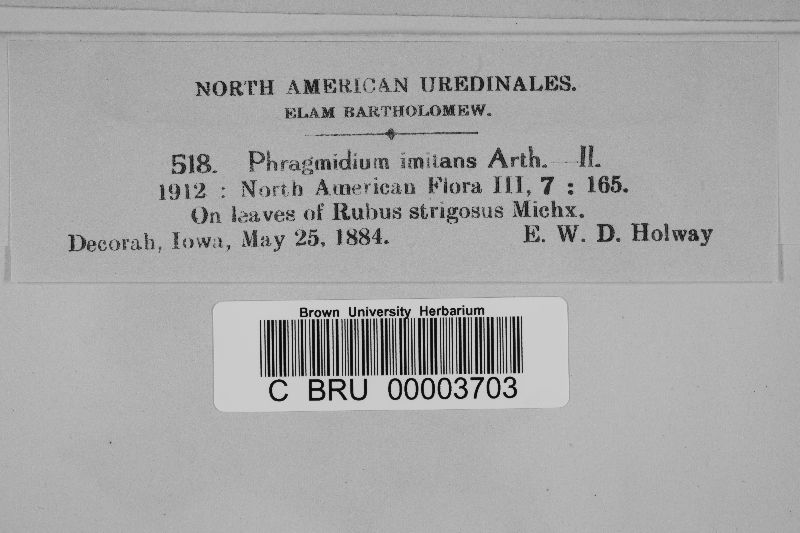 NORTH AMERICAN UREDINALES.
ELAM BARTHOLOMEW.
518. Phragmidium imitans Arth. —II.
1912 : North American Flora III, 7 : 165.
On leaves of Rubus strigosus Michx.
Decorah, Iowa, May 25, 1884. E. W. D. Holway
Brown University Herbarium
C BRU 00003703